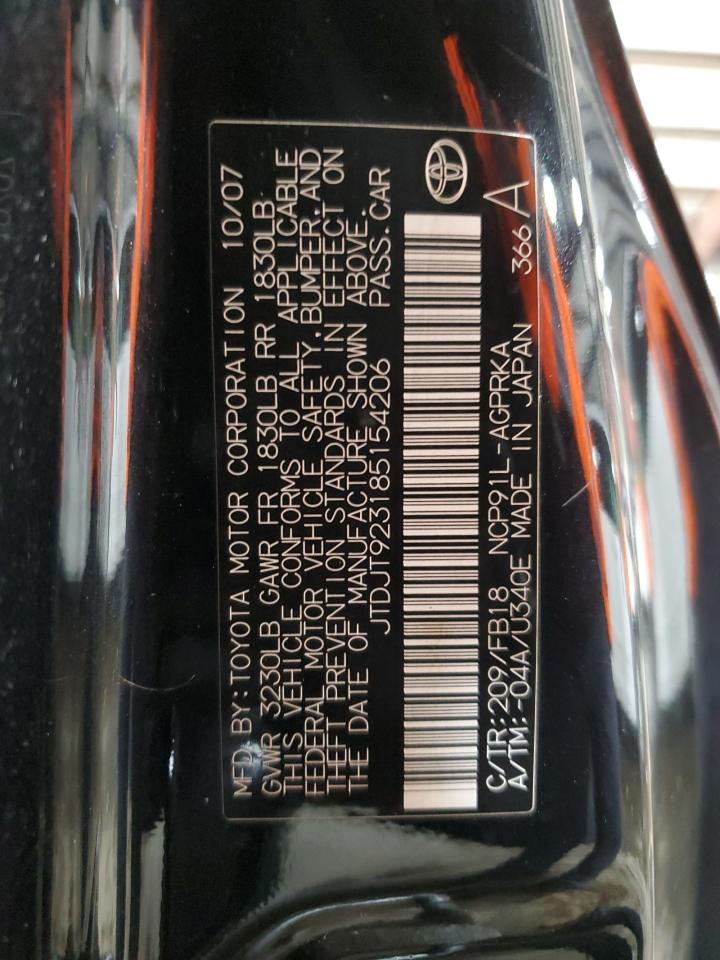 MFD. BY: TOYOTA MOTOR CORPORATION 10/07
GVWR 3230LB GAWR FR 1830LB RR 1830LB
THIS VEHICLE CONFORMS TO ALL APPLICABLE
FEDERAL MOTOR VEHICLE SAFETY, BUMPER, AND
THEFT PREVENTION STANDARDS IN EFFECT ON
THE DATE OF MANUFACTURE SHOWN ABOVE.
JTDJT923185154206 PASS. CAR
C/TR: 209/FB18 NCP91L-AGPRKA
A/TM: -04A/U340E MADE IN JAPAN 366 A